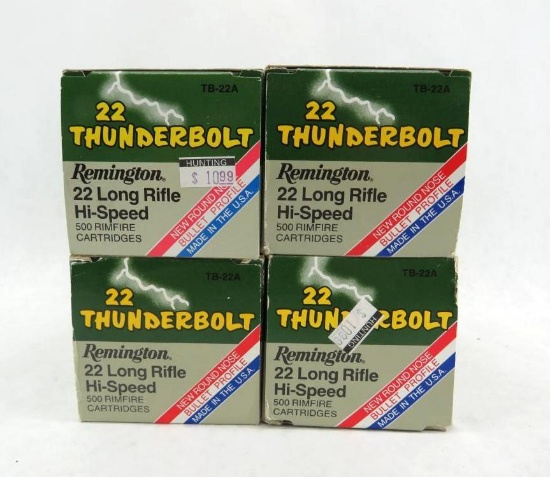 TB-22A
22
THUNDERBOLT
Remington®
22 Long Rifle
Hi-Speed
500 RIMFIRE
CARTRIDGES
HUNTING
$ 10.99
NEW ROUND NOSE
BULLET PROFILE
MADE IN THE U.S.A.
TB-22A
22
THUNDERBOLT
Remington®
22 Long Rifle
Hi-Speed
500 RIMFIRE
CARTRIDGES
NEW ROUND NOSE
BULLET PROFILE
MADE IN THE U.S.A.
TB-22A
22
THUNDERBOLT
Remington®
22 Long Rifle
Hi-Speed
500 RIMFIRE
CARTRIDGES
NEW ROUND NOSE
BULLET PROFILE
MADE IN THE U.S.A.
TB-22A
22
THUNDERBOLT
Remington®
22 Long Rifle
Hi-Speed
500 RIMFIRE
CARTRIDGES
HUNTING
$ 10.99
NEW ROUND NOSE
BULLET PROFILE
MADE IN THE U.S.A.